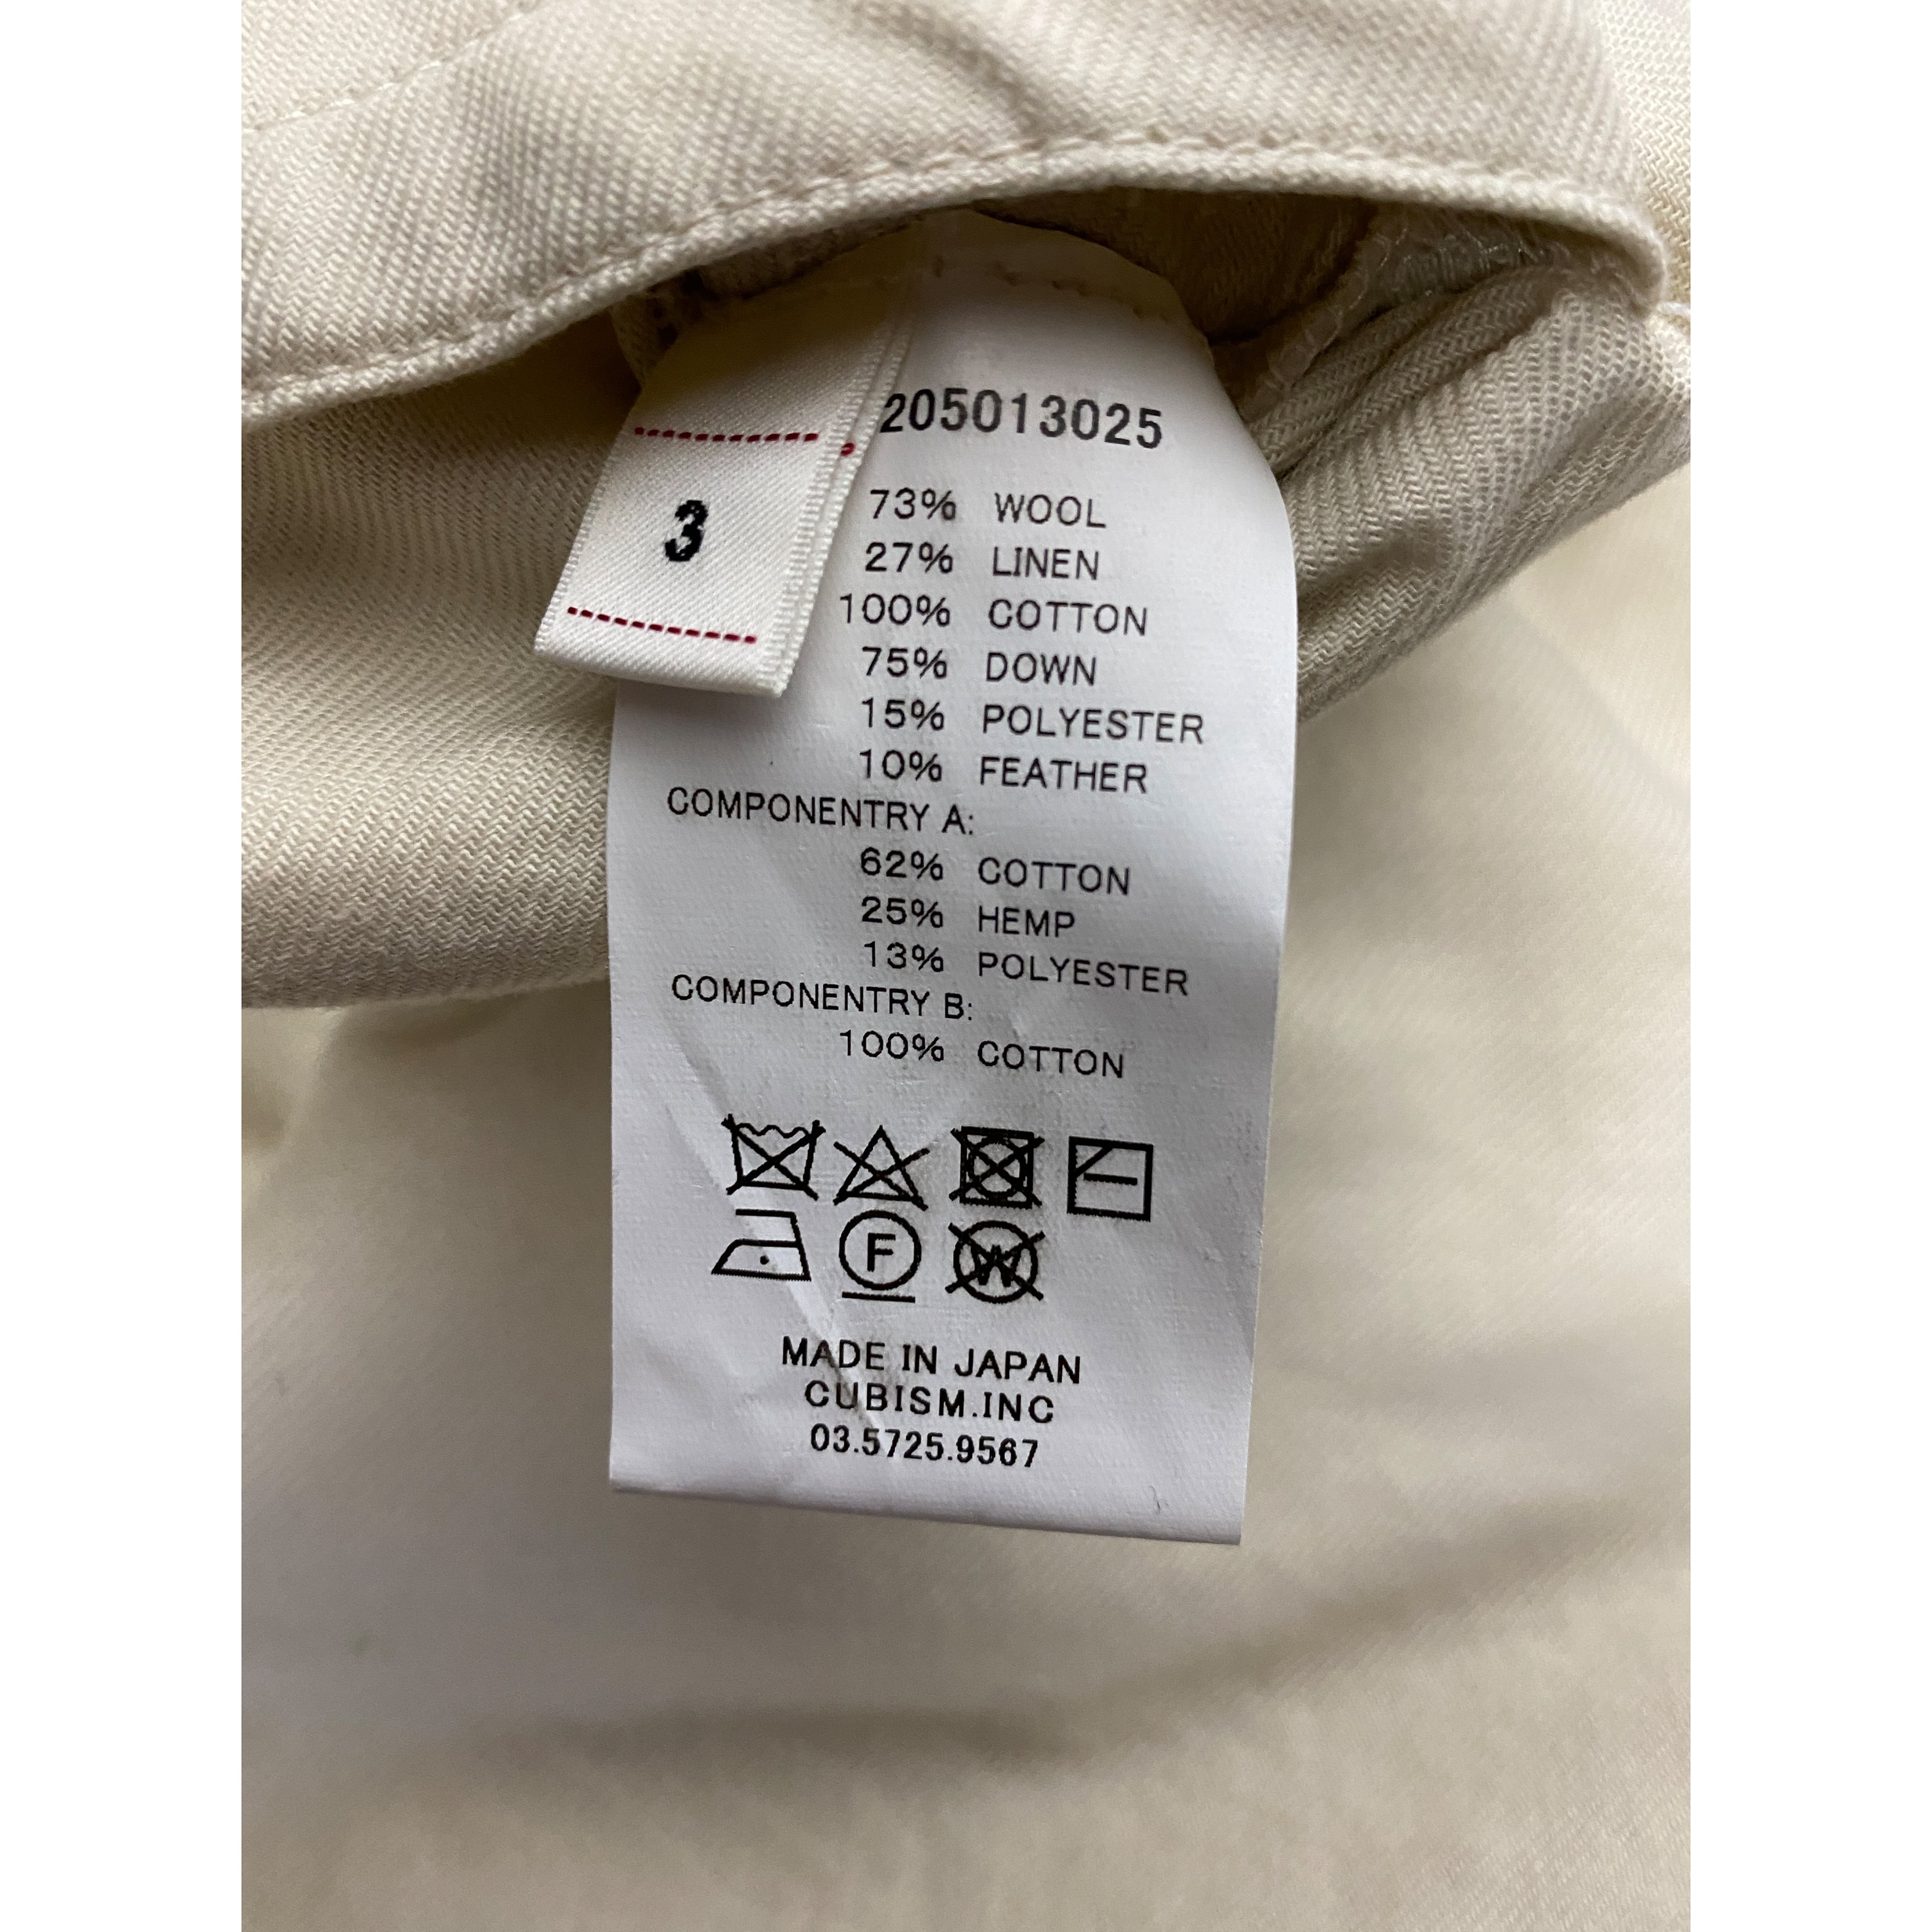 205013025
3
73% WOOL
27% LINEN
100% COTTON
75% DOWN
15% POLYESTER
10% FEATHER
COMPONENTRY A:
62% COTTON
25% HEMP
13% POLYESTER
COMPONENTRY B:
100% COTTON
F
W
MADE IN JAPAN
CUBISM.INC
03.5725.9567